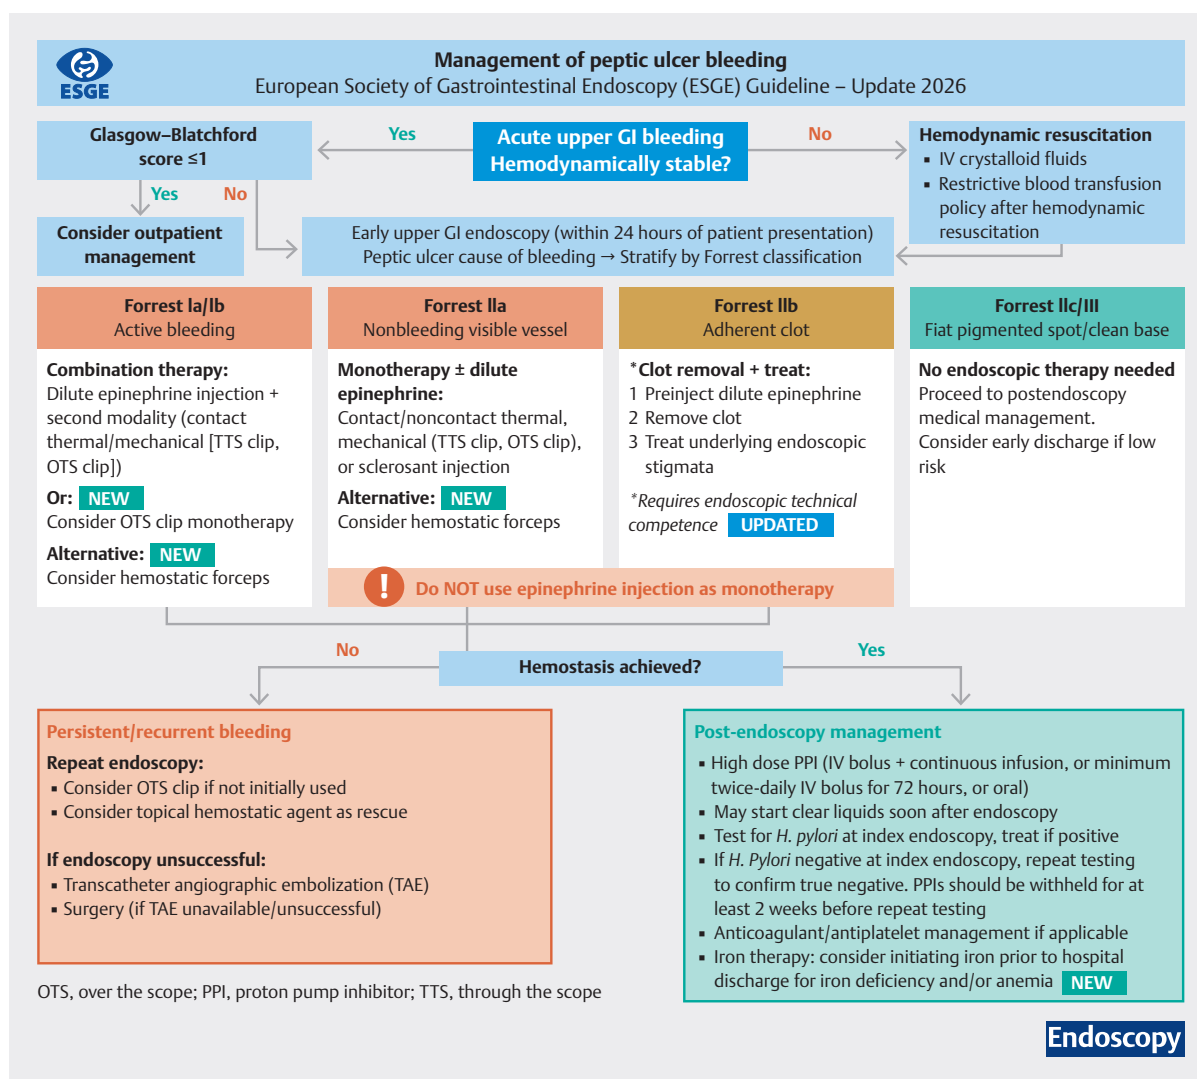 ESGE
Management of peptic ulcer bleeding
European Society of Gastrointestinal Endoscopy (ESGE) Guideline – Update 2026
Glasgow–Blatchford
score ≤1
Yes
Acute upper GI bleeding
Hemodynamically stable?
No
Hemodynamic resuscitation
▪ IV crystalloid fluids
▪ Restrictive blood transfusion
policy after hemodynamic
resuscitation
Yes
No
Consider outpatient
management
Early upper GI endoscopy (within 24 hours of patient presentation)
Peptic ulcer cause of bleeding → Stratify by Forrest classification
Forrest Ia/Ib
Active bleeding
Combination therapy:
Dilute epinephrine injection +
second modality (contact
thermal/mechanical [TTS clip,
OTS clip])
Or: NEW
Consider OTS clip monotherapy
Alternative: NEW
Consider hemostatic forceps
Forrest IIa
Nonbleeding visible vessel
Monotherapy ± dilute
epinephrine:
Contact/noncontact thermal,
mechanical (TTS clip, OTS clip),
or sclerosant injection
Alternative: NEW
Consider hemostatic forceps
Forrest IIb
Adherent clot
*Clot removal + treat:
1 Preinject dilute epinephrine
2 Remove clot
3 Treat underlying endoscopic
stigmata
*Requires endoscopic technical
competence UPDATED
! Do NOT use epinephrine injection as monotherapy
Forrest IIc/III
Fiat pigmented spot/clean base
No endoscopic therapy needed
Proceed to postendoscopy
medical management.
Consider early discharge if low
risk
No
Hemostasis achieved?
Yes
Persistent/recurrent bleeding
Repeat endoscopy:
▪ Consider OTS clip if not initially used
▪ Consider topical hemostatic agent as rescue
If endoscopy unsuccessful:
▪ Transcatheter angiographic embolization (TAE)
▪ Surgery (if TAE unavailable/unsuccessful)
Post-endoscopy management
▪ High dose PPI (IV bolus + continuous infusion, or minimum
twice-daily IV bolus for 72 hours, or oral)
▪ May start clear liquids soon after endoscopy
▪ Test for H. pylori at index endoscopy, treat if positive
▪ If H. Pylori negative at index endoscopy, repeat testing
to confirm true negative. PPIs should be withheld for at
least 2 weeks before repeat testing
▪ Anticoagulant/antiplatelet management if applicable
▪ Iron therapy: consider initiating iron prior to hospital
discharge for iron deficiency and/or anemia NEW
OTS, over the scope; PPI, proton pump inhibitor; TTS, through the scope
Endoscopy